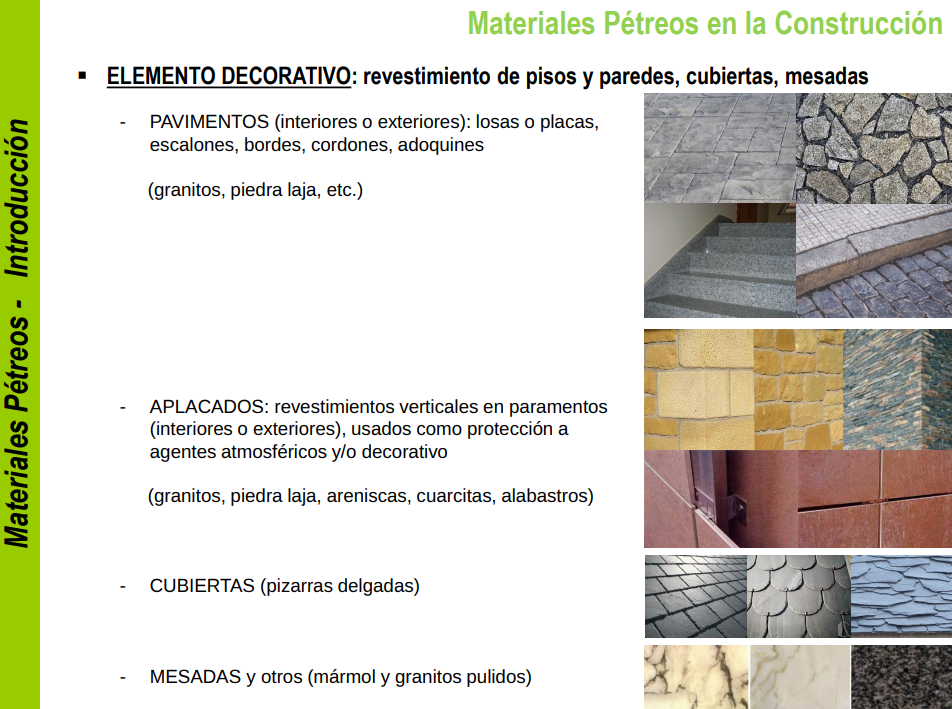 Materiales Pétreos en la Construcción
Materiales Pétreos - Introducción
▪ ELEMENTO DECORATIVO: revestimiento de pisos y paredes, cubiertas, mesadas
- PAVIMENTOS (interiores o exteriores): losas o placas,
escalones, bordes, cordones, adoquines
(granitos, piedra laja, etc.)
- APLACADOS: revestimientos verticales en paramentos
(interiores o exteriores), usados como protección a
agentes atmosféricos y/o decorativo
(granitos, piedra laja, areniscas, cuarcitas, alabastros)
- CUBIERTAS (pizarras delgadas)
- MESADAS y otros (mármol y granitos pulidos)